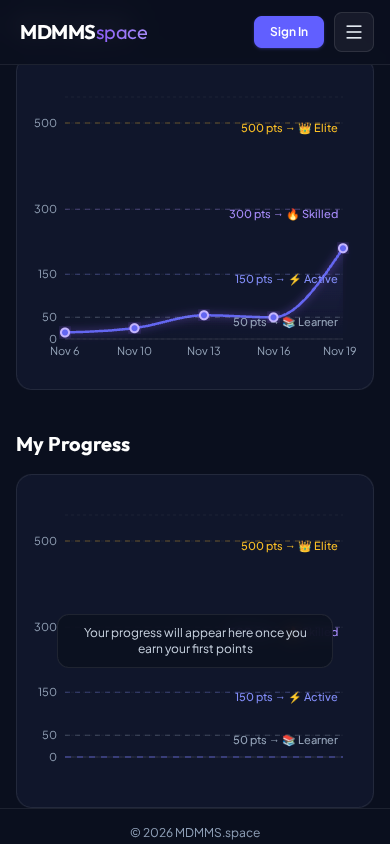 MDMMSspace
Sign In
500
500 pts → 👑 Elite
300
300 pts → 🔥 Skilled
150
150 pts → ⚡ Active
50
50 pts → 📚 Learner
0
Nov 6
Nov 10
Nov 13
Nov 16
Nov 19
My Progress
500
500 pts → 👑 Elite
300
Your progress will appear here once you
earn your first points
150
150 pts → ⚡ Active
50
50 pts → 📚 Learner
0
© 2026 MDMMS.space